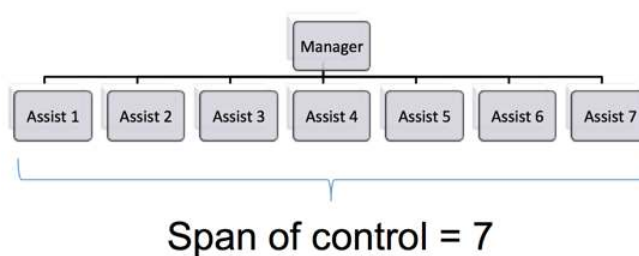 Manager
Assist 1 Assist 2 Assist 3 Assist 4 Assist 5 Assist 6 Assist 7
Span of control = 7